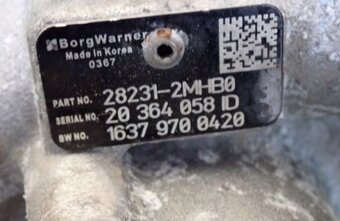 BorgWarner
Made in Korea
0367
PART NO. 28231-2MHB0
SERIAL NO. 20 364 058 ID
BW NO. 1637 970 0420